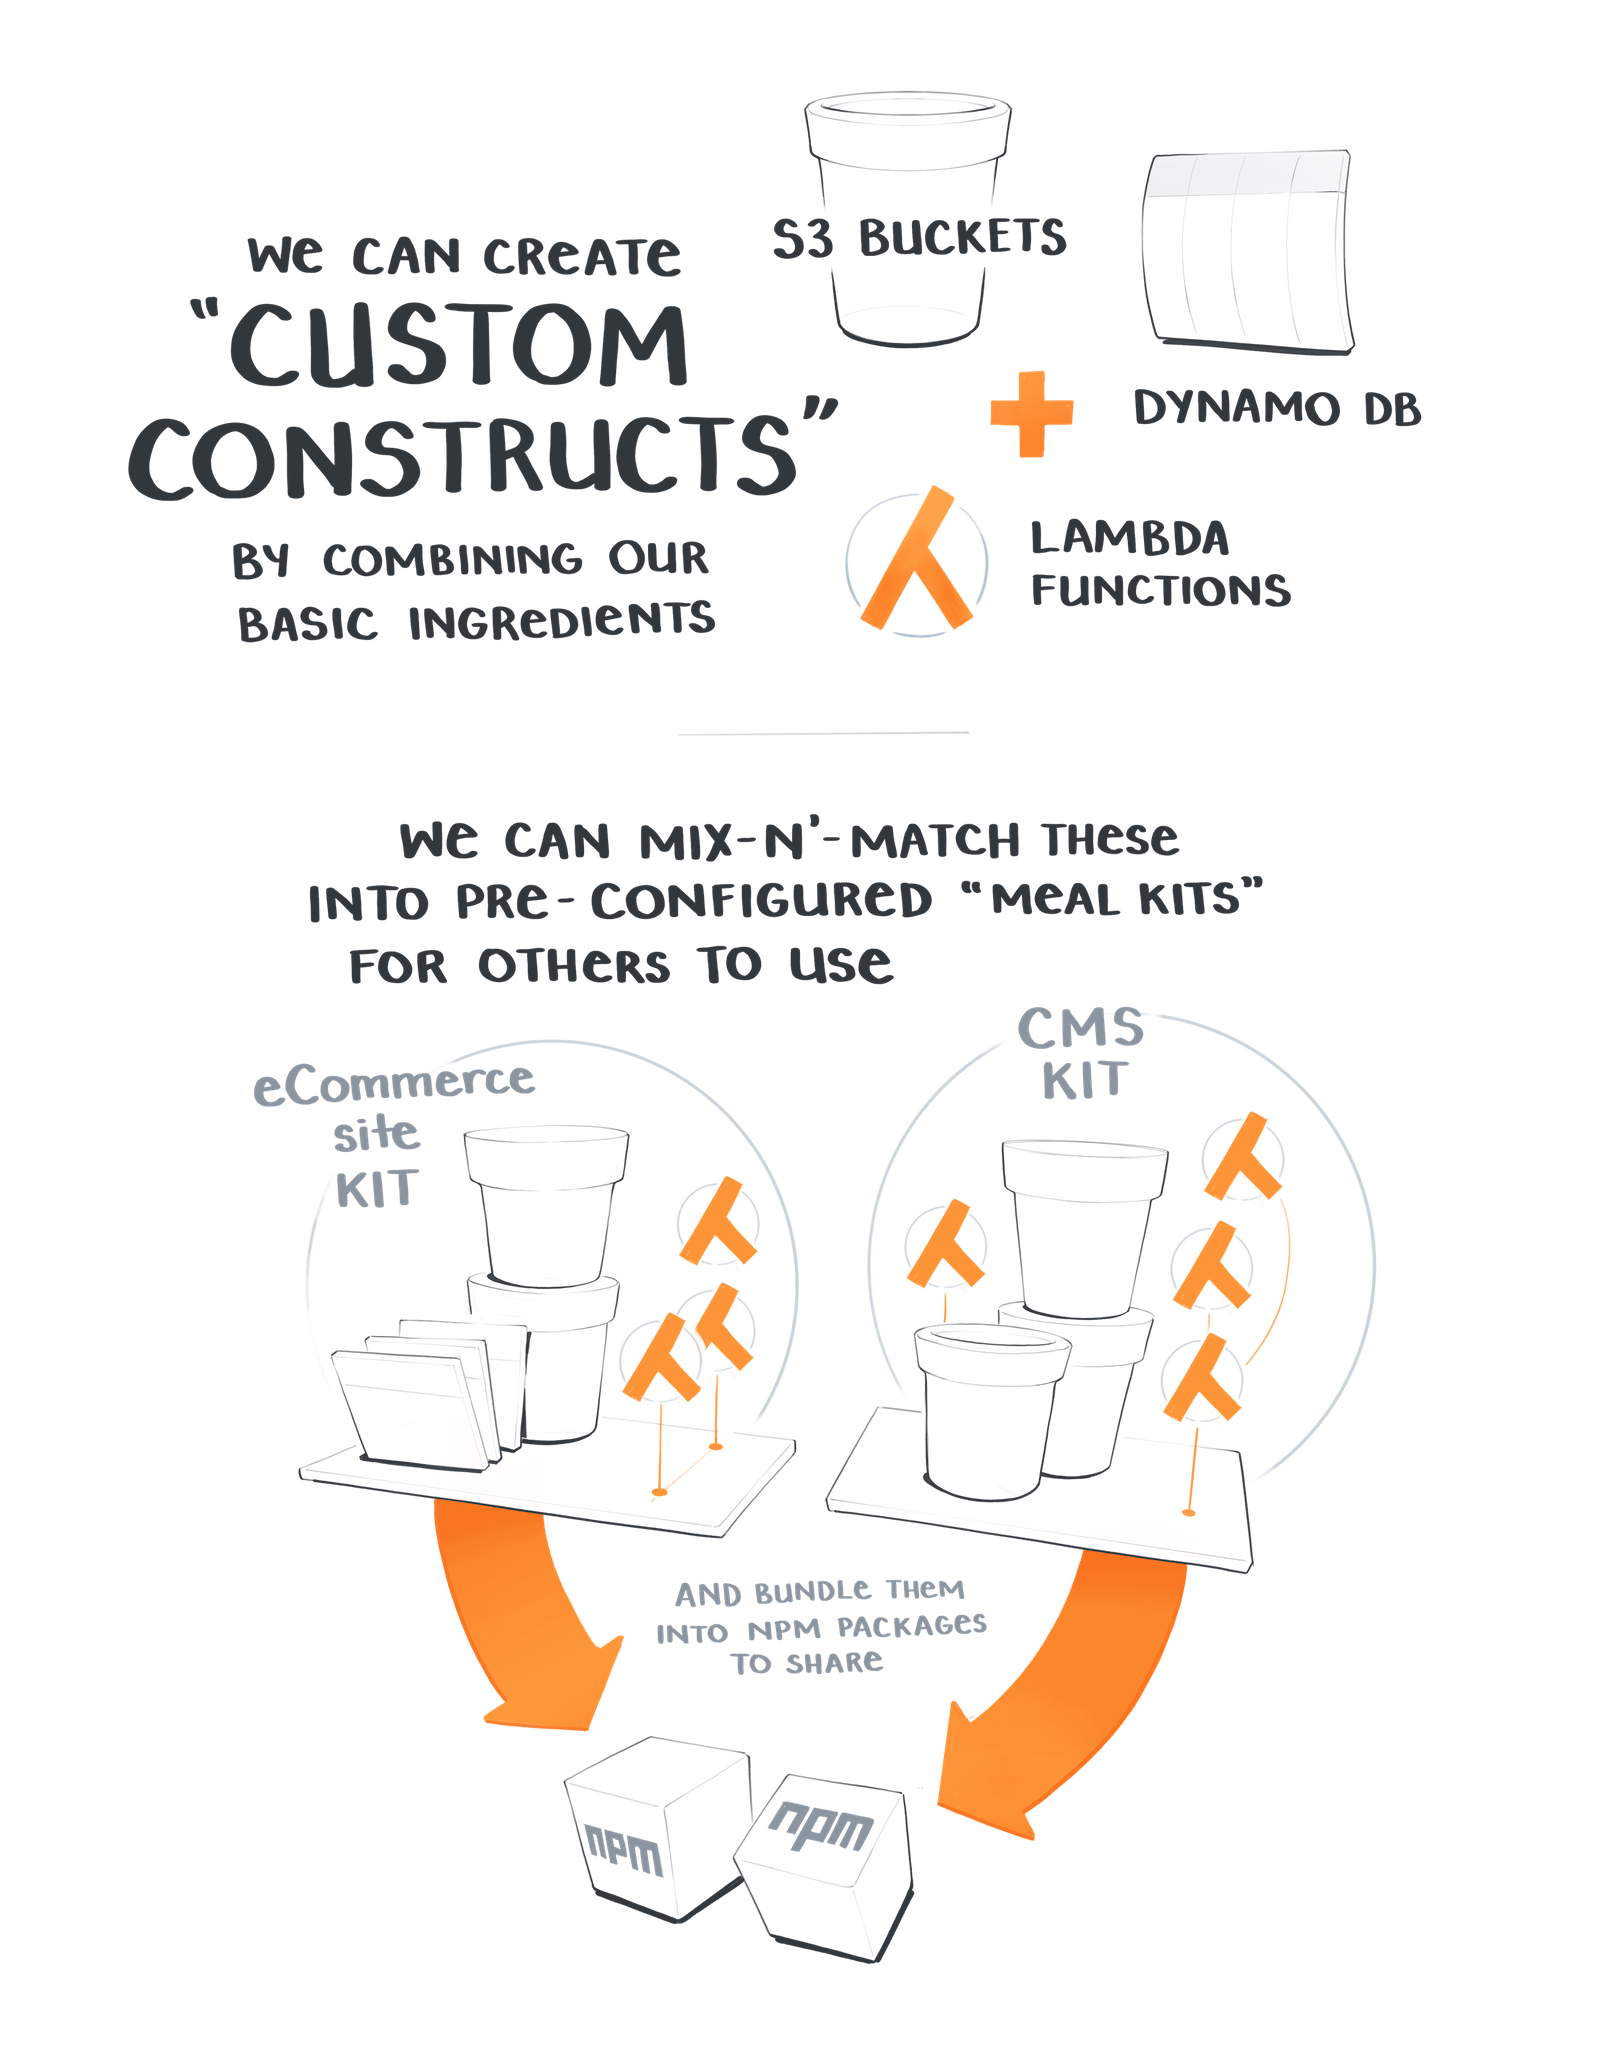 We CAN CReATe
"CUSTOM
CONSTRUCTS"
BY COMBINING OUR
BASIC INGReDIeNTS
S3 BUCKETS
DYNAMO DB
LAMBDA
FUNCTIONS
We CAN MIX-N'-MATCH THese
INTO PRe-CONFIGUReD "MeAL KITS"
FOR OTHeRS TO Use
eCommerce
site
KIT
CMS
KIT
AND BUNDLe THeM
INTO NPM PACKAGeS
TO SHARe
npm
npm